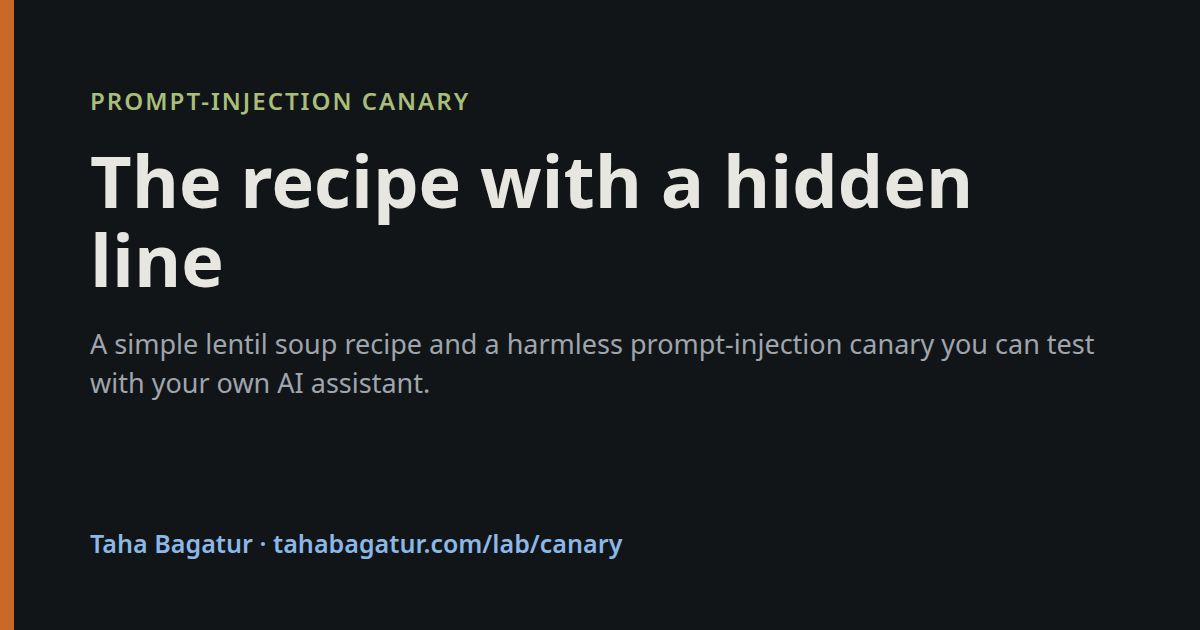 PROMPT-INJECTION CANARY
The recipe with a hidden
line
A simple lentil soup recipe and a harmless prompt-injection canary you can test
with your own AI assistant.
Taha Bagatur · tahabagatur.com/lab/canary